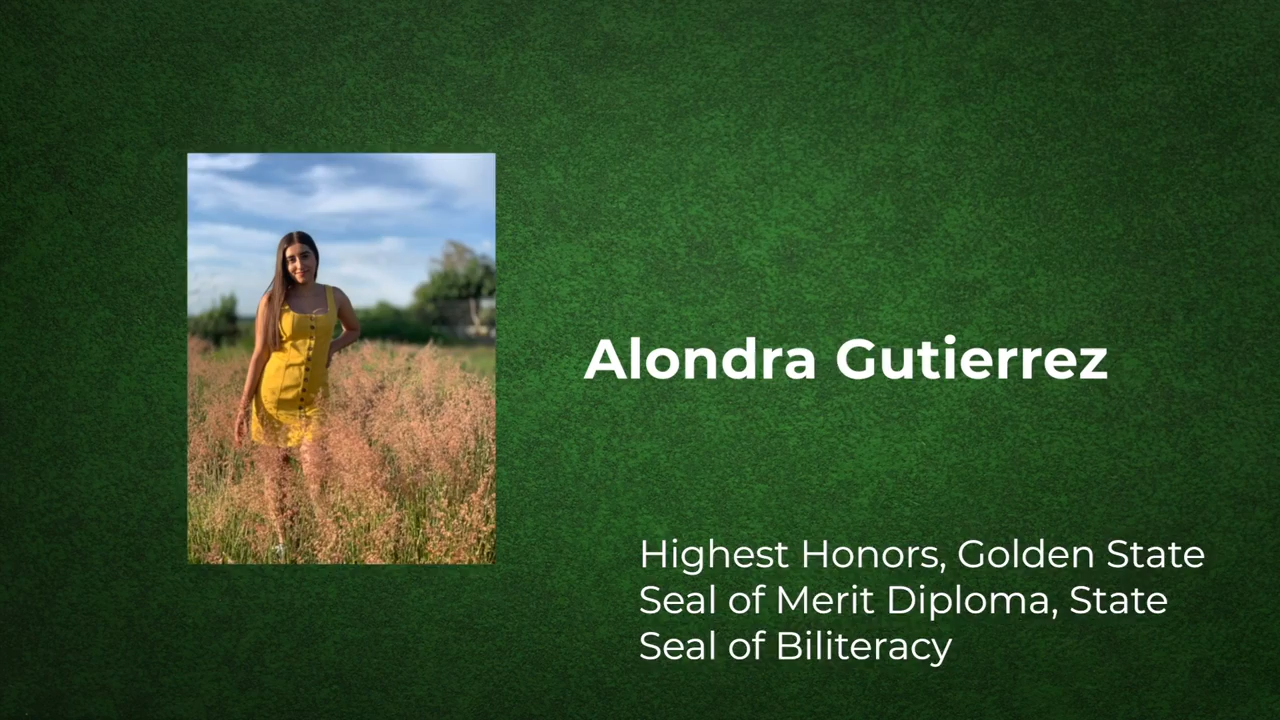 Alondra Gutierrez
Highest Honors, Golden State
Seal of Merit Diploma, State
Seal of Biliteracy